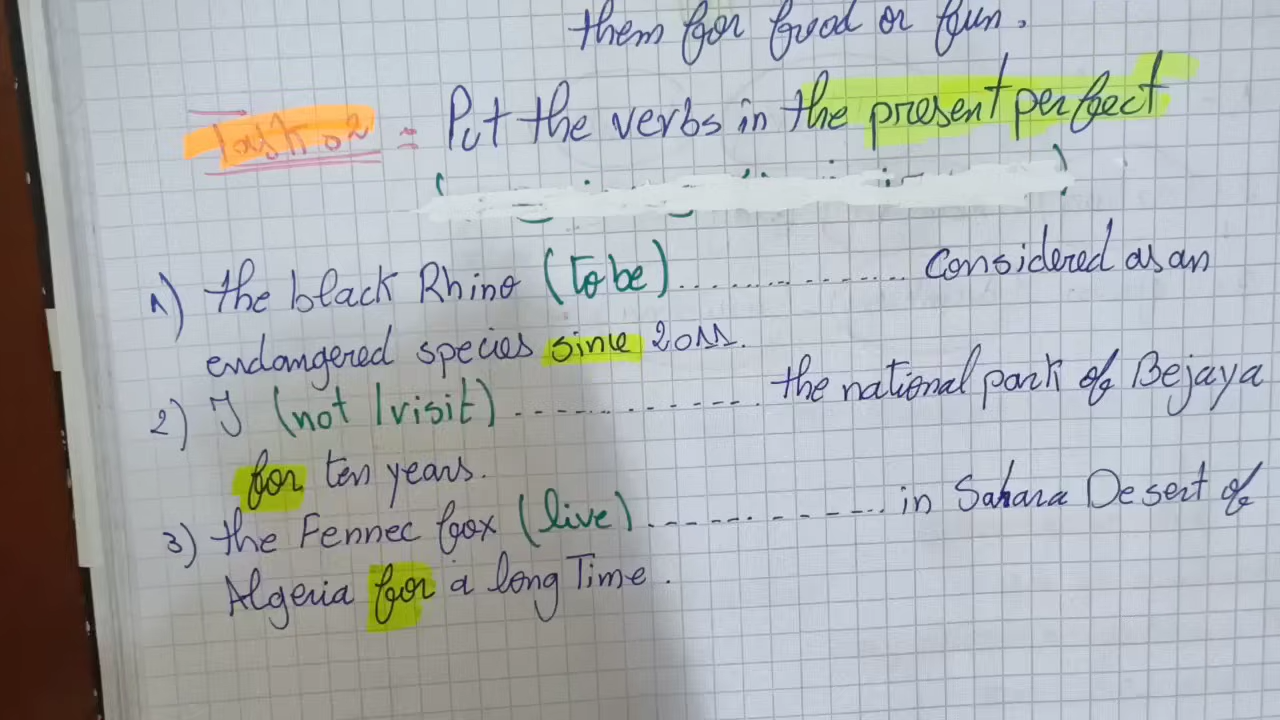 them for food or fun.
Task 02 = Put the verbs in the present perfect
1) the black Rhino (to be) .............. Considered as an
endangered species since 2011.
2) I (not / visit) -------------- the national park of Bejaya
for ten years.
3) the Fennec fox (live) -------------- in Sahara Desert of
Algeria for a long Time.